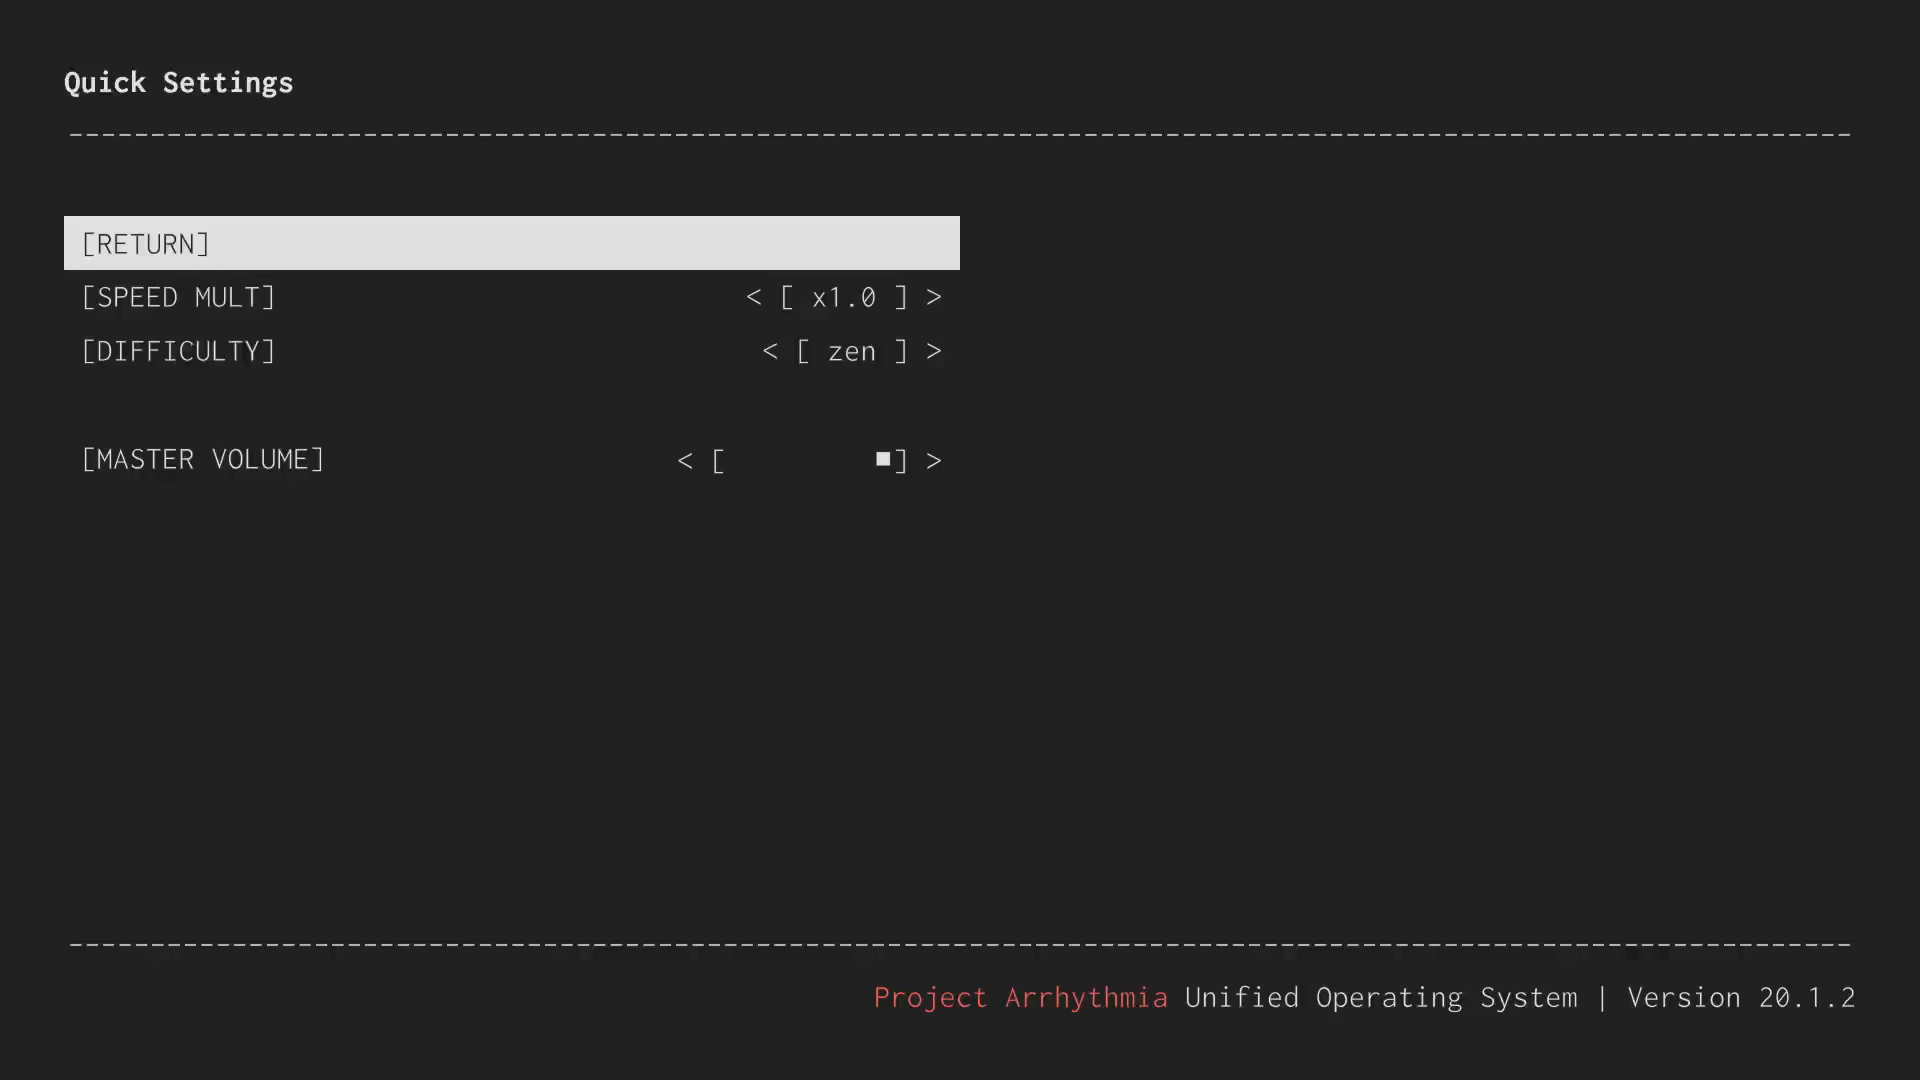 Quick Settings
[RETURN]
[SPEED MULT] < [ x1.0 ] >
[DIFFICULTY] < [ zen ] >
[MASTER VOLUME] < [ ■] >
Project Arrhythmia Unified Operating System | Version 20.1.2